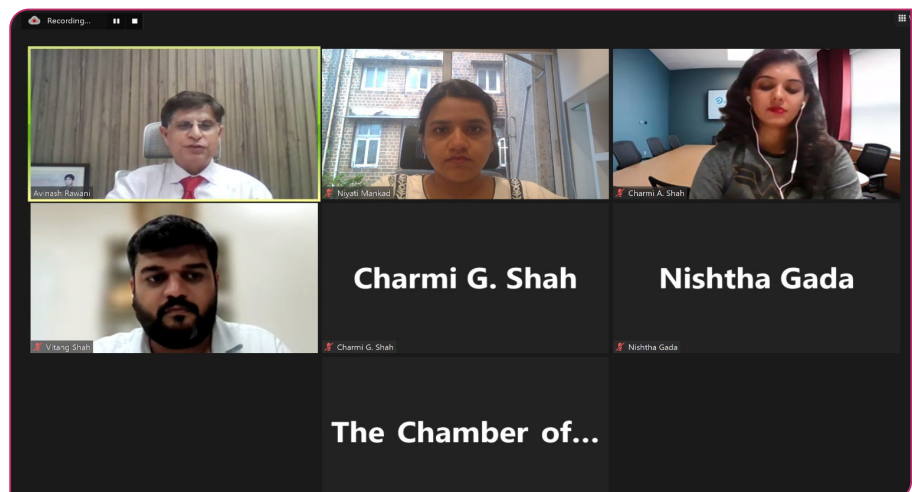 Recording...
Avinash Rawani
Niyati Mankad
Charmi A. Shah
Vitang Shah
Charmi G. Shah
Charmi G. Shah
Nishtha Gada
Nishtha Gada
The Chamber of...